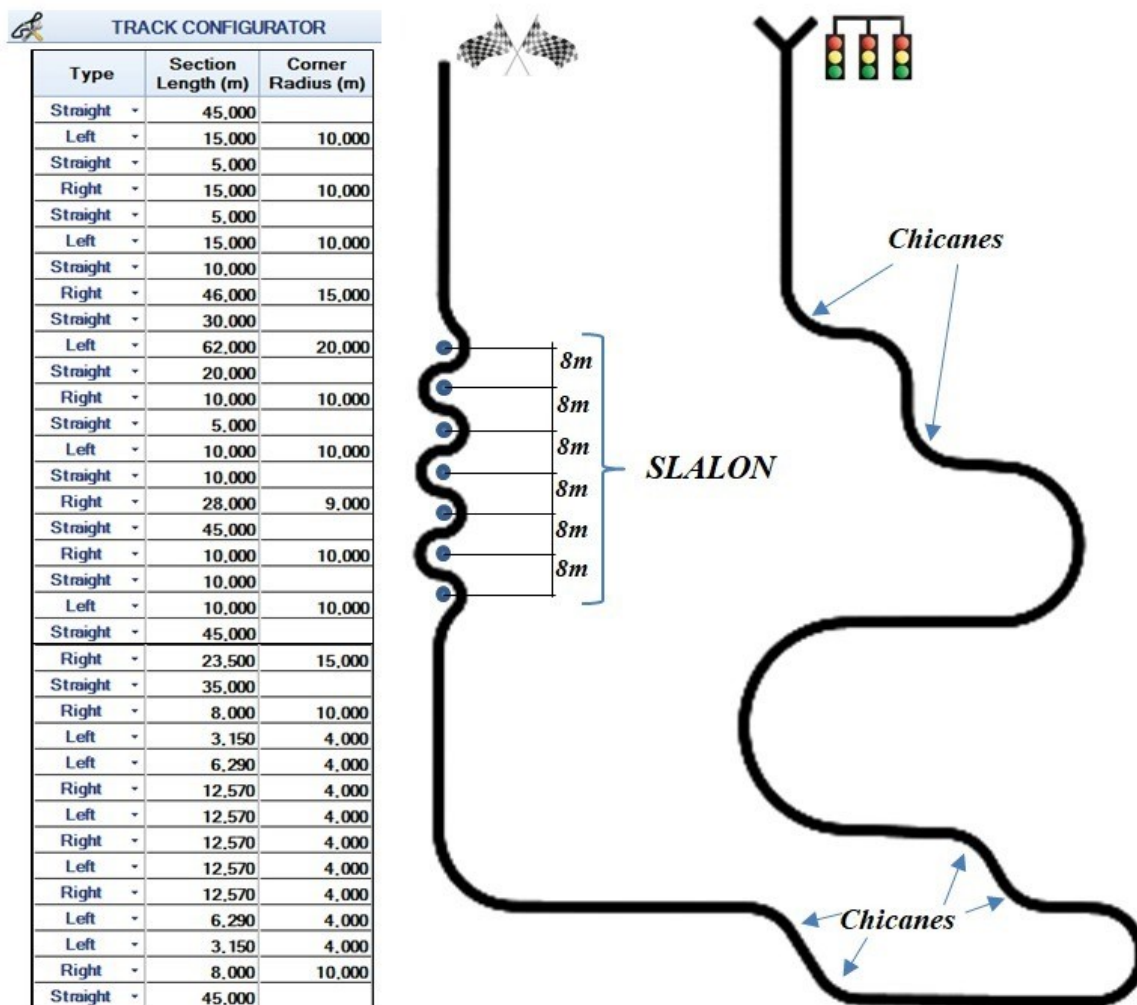 TRACK CONFIGURATOR
Type Section Length (m) Corner Radius (m)
Straight 45,000
Left 15,000 10,000
Straight 5,000
Right 15,000 10,000
Straight 5,000
Left 15,000 10,000
Straight 10,000
Right 46,000 15,000
Straight 30,000
Left 62,000 20,000
Straight 20,000
Right 10,000 10,000
Straight 5,000
Left 10,000 10,000
Straight 10,000
Right 28,000 9,000
Straight 45,000
Right 10,000 10,000
Straight 10,000
Left 10,000 10,000
Straight 45,000
Right 23,500 15,000
Straight 35,000
Right 8,000 10,000
Left 3,150 4,000
Left 6,290 4,000
Right 12,570 4,000
Left 12,570 4,000
Right 12,570 4,000
Left 12,570 4,000
Right 12,570 4,000
Left 6,290 4,000
Left 3,150 4,000
Right 8,000 10,000
Straight 45,000
Chicanes
8m
8m
8m
8m
8m
8m
SLALON
Chicanes